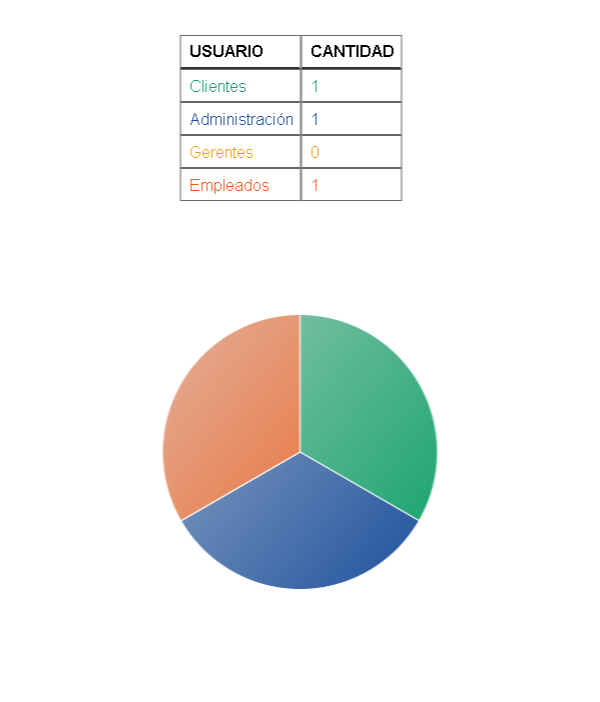 USUARIO CANTIDAD
Clientes 1
Administración 1
Gerentes 0
Empleados 1